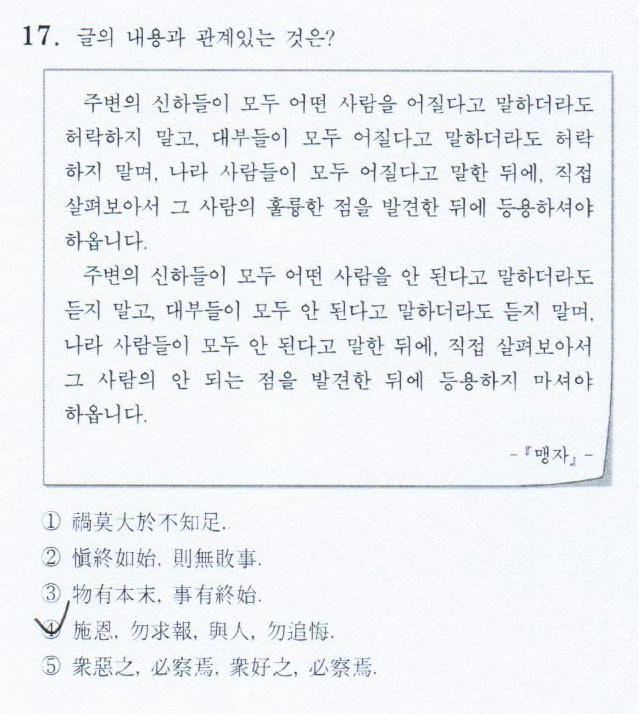 17. 글의 내용과 관계있는 것은?
주변의 신하들이 모두 어떤 사람을 어질다고 말하더라도
허락하지 말고, 대부들이 모두 어질다고 말하더라도 허락
하지 말며, 나라 사람들이 모두 어질다고 말한 뒤에, 직접
살펴보아서 그 사람의 훌륭한 점을 발견한 뒤에 등용하셔야
하옵니다.
주변의 신하들이 모두 어떤 사람을 안 된다고 말하더라도
듣지 말고, 대부들이 모두 안 된다고 말하더라도 듣지 말며,
나라 사람들이 모두 안 된다고 말한 뒤에, 직접 살펴보아서
그 사람의 안 되는 점을 발견한 뒤에 등용하지 마셔야
하옵니다.
-『맹자』-
① 禍莫大於不知足.
② 愼終如始, 則無敗事.
③ 物有本末, 事有終始.
④ 施恩, 勿求報, 與人, 勿追悔.
⑤ 衆惡之, 必察焉, 衆好之, 必察焉.